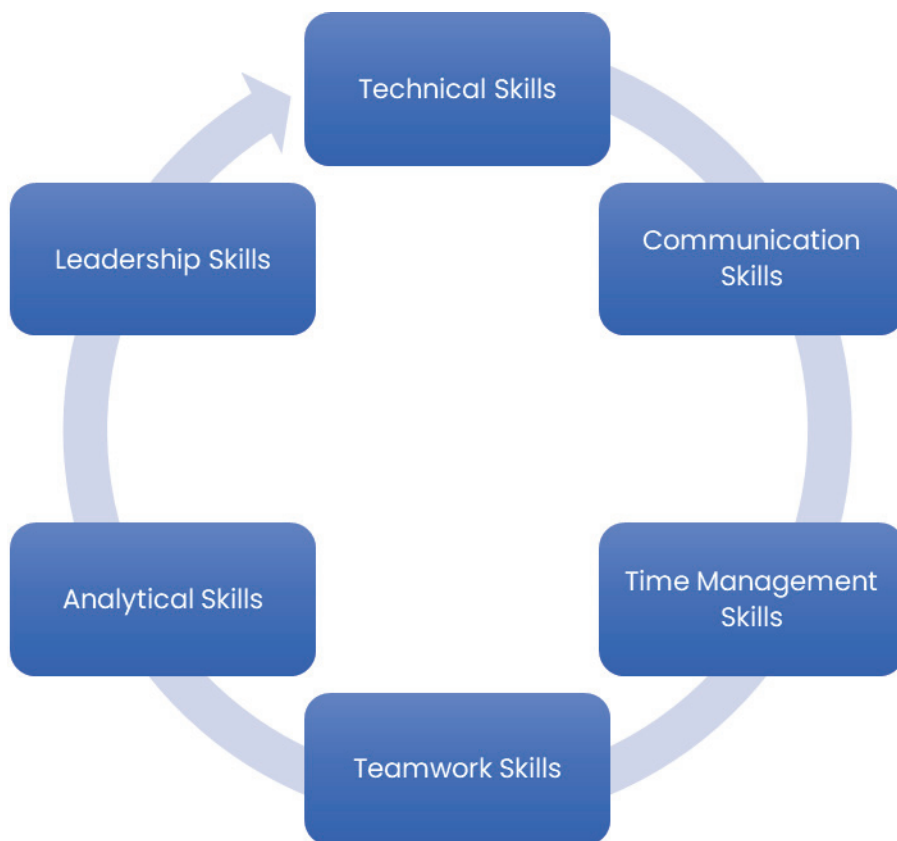 Technical Skills
Communication
Skills
Time Management
Skills
Teamwork Skills
Analytical Skills
Leadership Skills